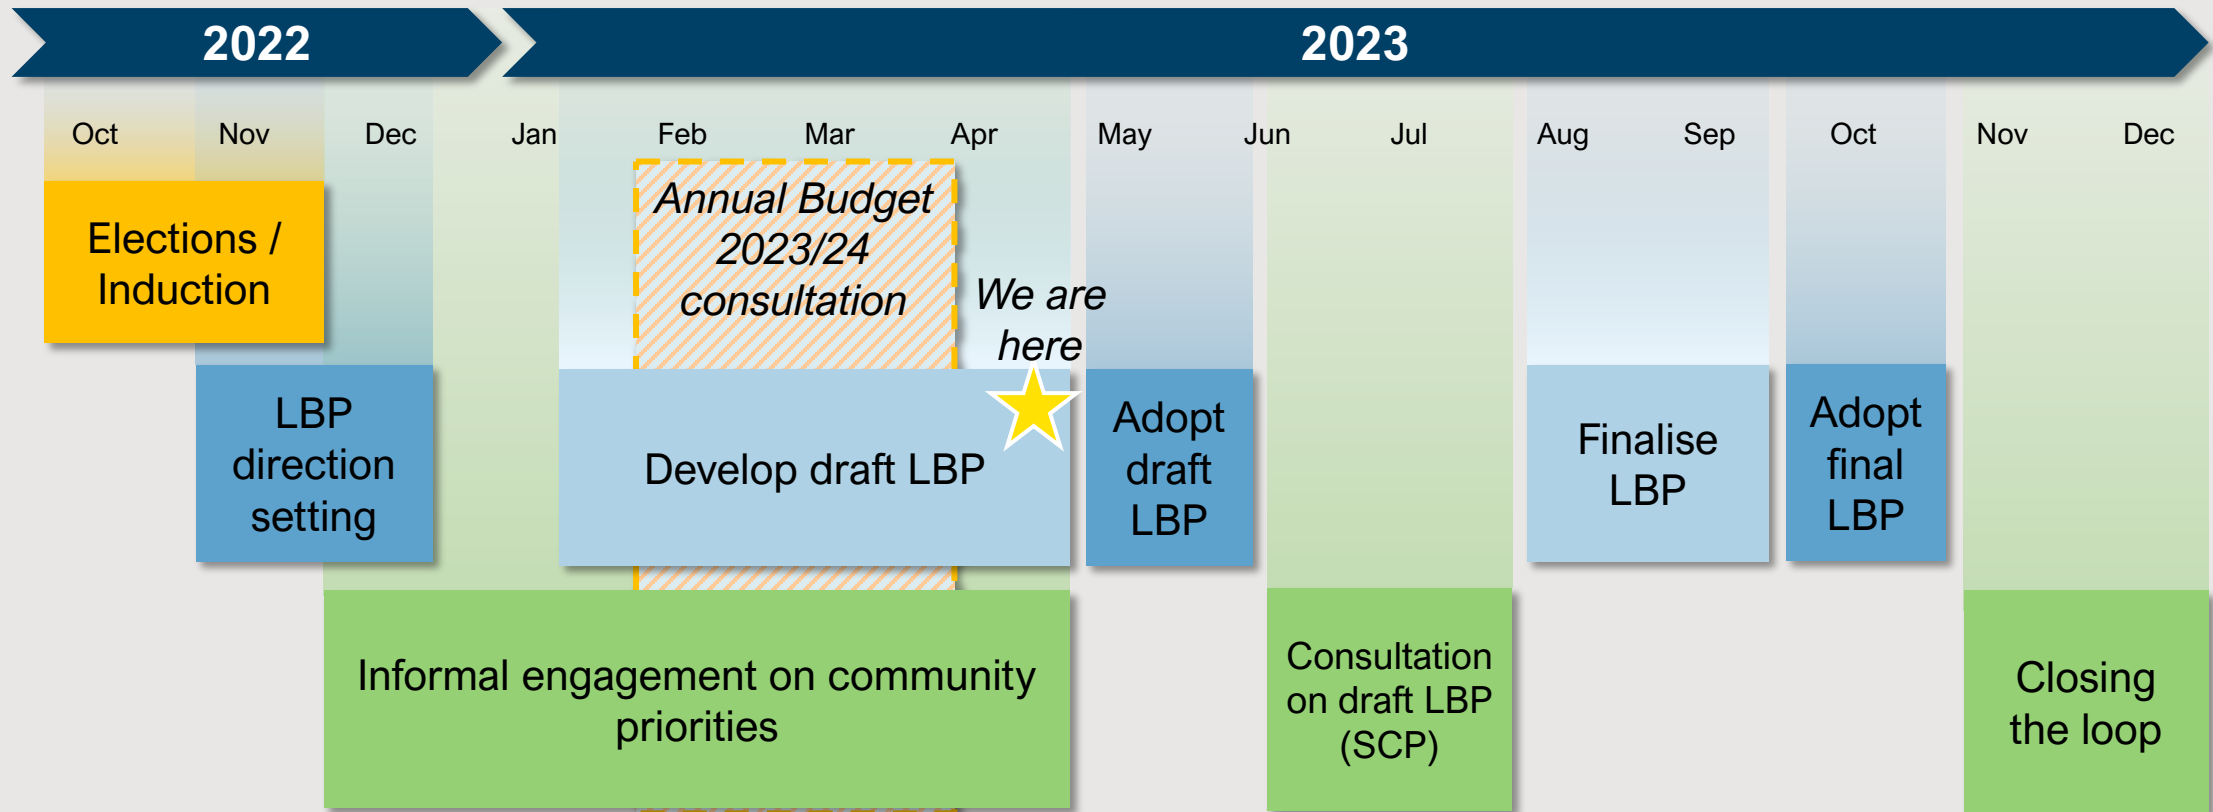 2022
2023
Oct Nov Dec Jan Feb Mar Apr May Jun Jul Aug Sep Oct Nov Dec
Elections /
Induction
Annual Budget
2023/24
consultation
We are
here
LBP
direction
setting
Develop draft LBP
Adopt
draft
LBP
Finalise
LBP
Adopt
final
LBP
Informal engagement on community
priorities
Consultation
on draft LBP
(SCP)
Closing
the loop